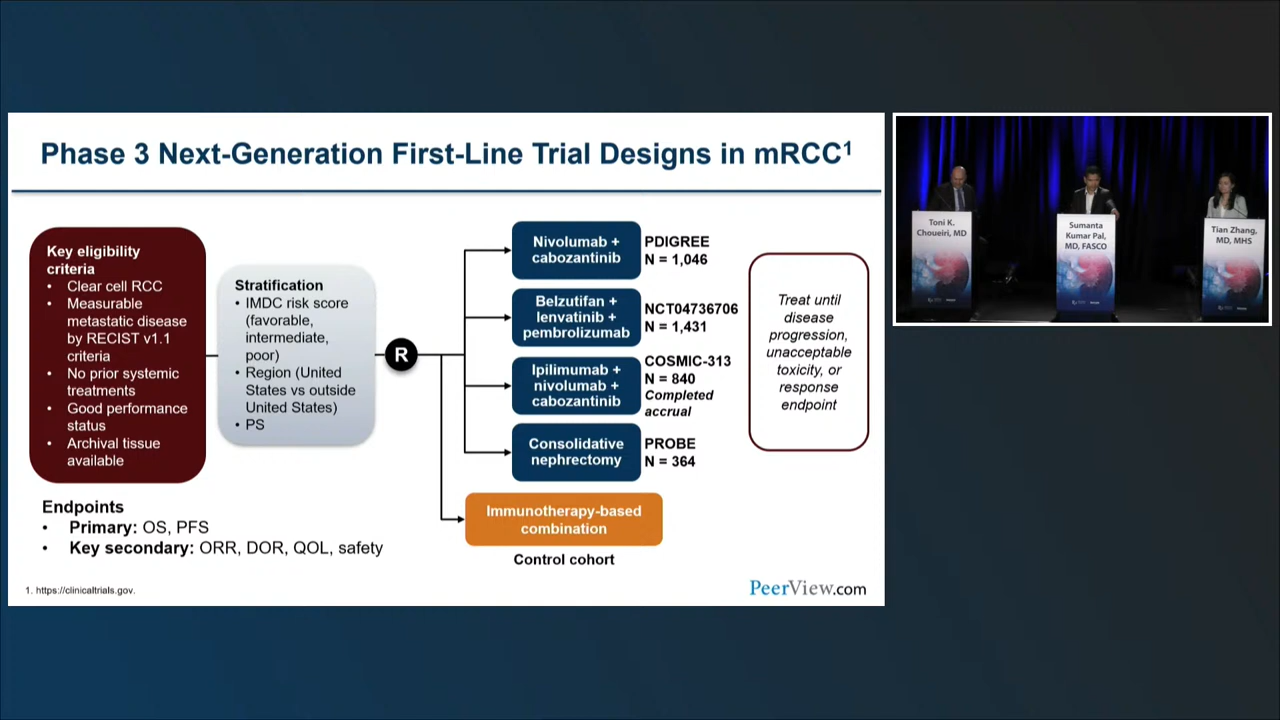 Phase 3 Next-Generation First-Line Trial Designs in mRCC1
Key eligibility
criteria
• Clear cell RCC
• Measurable
metastatic disease
by RECIST v1.1
criteria
• No prior systemic
treatments
• Good performance
status
• Archival tissue
available
Stratification
• IMDC risk score
(favorable,
intermediate,
poor)
• Region (United
States vs outside
United States)
• PS
R
Nivolumab +
cabozantinib
PDIGREE
N = 1,046
Belzutifan +
lenvatinib +
pembrolizumab
NCT04736706
N = 1,431
Ipilimumab +
nivolumab +
cabozantinib
COSMIC-313
N = 840
Completed
accrual
Consolidative
nephrectomy
PROBE
N = 364
Immunotherapy-based
combination
Control cohort
Treat until
disease
progression,
unacceptable
toxicity, or
response
endpoint
Endpoints
• Primary: OS, PFS
• Key secondary: ORR, DOR, QOL, safety
1. https://clinicaltrials.gov.
PeerView.com
Toni K.
Choueiri, MD
Sumanta
Kumar Pal,
MD, FASCO
Tian Zhang,
MD, MHS